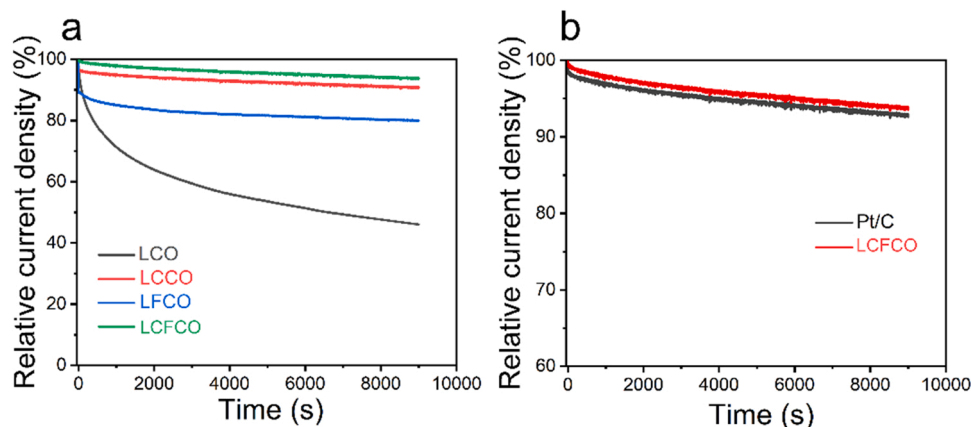 a
Relative current density (%)
100
80
60
40
20
0
LCO
LCCO
LFCO
LCFCO
0 2000 4000 6000 8000 10000
Time (s)
b
Relative current density (%)
100
90
80
70
60
Pt/C
LCFCO
0 2000 4000 6000 8000 10000
Time (s)